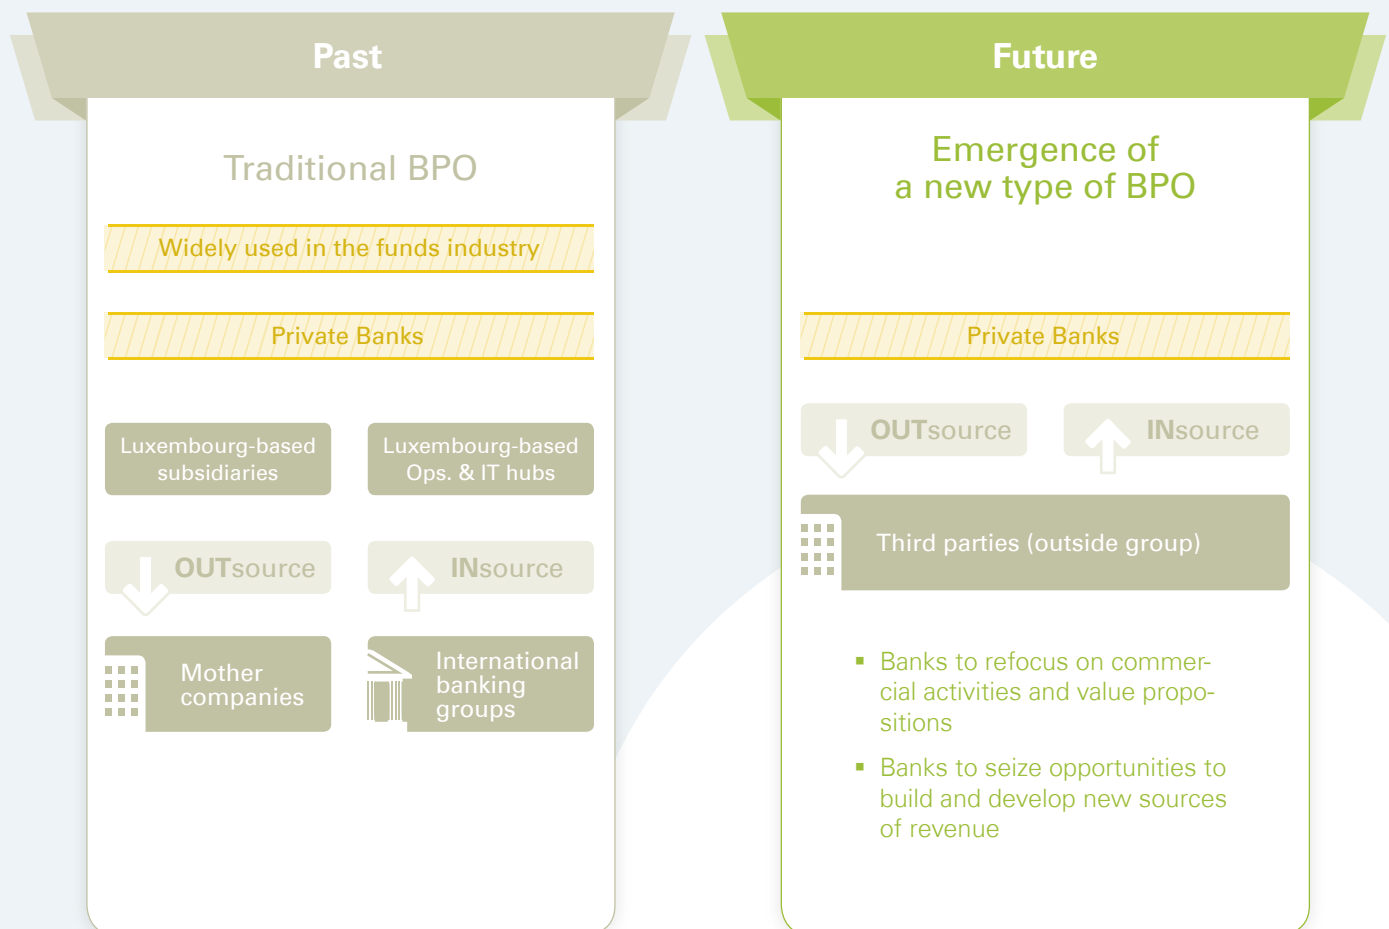 Past
Traditional BPO
Widely used in the funds industry
Private Banks
Luxembourg-based
subsidiaries
Luxembourg-based
Ops. & IT hubs
OUTsource
INsource
Mother
companies
International
banking
groups
Future
Emergence of
a new type of BPO
Private Banks
OUTsource
INsource
Third parties (outside group)
▪ Banks to refocus on commer-
cial activities and value propo-
sitions
▪ Banks to seize opportunities to
build and develop new sources
of revenue